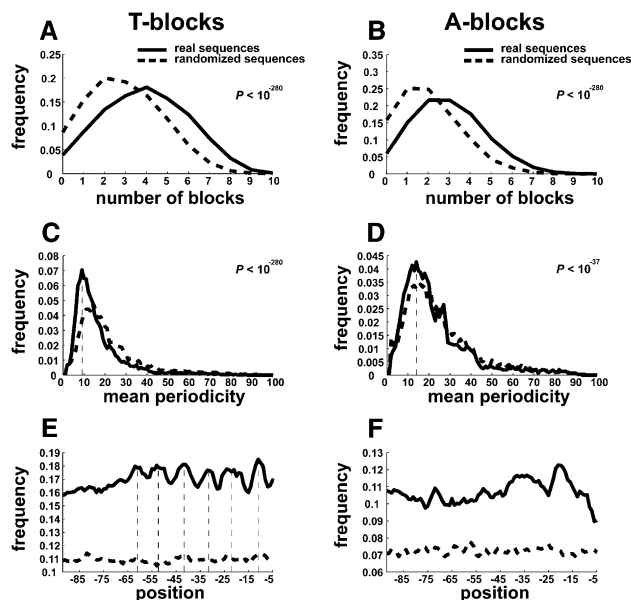 T-blocks
A-blocks
A
real sequences
randomized sequences
P < 10^-280
frequency
0.25
0.2
0.15
0.1
0.05
0
0 1 2 3 4 5 6 7 8 9 10
number of blocks
B
real sequences
randomized sequences
P < 10^-280
frequency
0.35
0.3
0.25
0.2
0.15
0.1
0.05
0
0 1 2 3 4 5 6 7 8 9 10
number of blocks
C
P < 10^-280
frequency
0.08
0.07
0.06
0.05
0.04
0.03
0.02
0.01
0
0 10 20 30 40 50 60 70 80 90 100
mean periodicity
D
P < 10^-37
frequency
0.045
0.04
0.035
0.03
0.025
0.02
0.015
0.01
0.005
0
0 10 20 30 40 50 60 70 80 90 100
mean periodicity
E
frequency
0.19
0.18
0.17
0.16
0.15
0.14
0.13
0.12
0.11
0.1
-85 -75 -65 -55 -45 -35 -25 -15 -5
position
F
frequency
0.13
0.12
0.11
0.1
0.09
0.08
0.07
0.06
-85 -75 -65 -55 -45 -35 -25 -15 -5
position